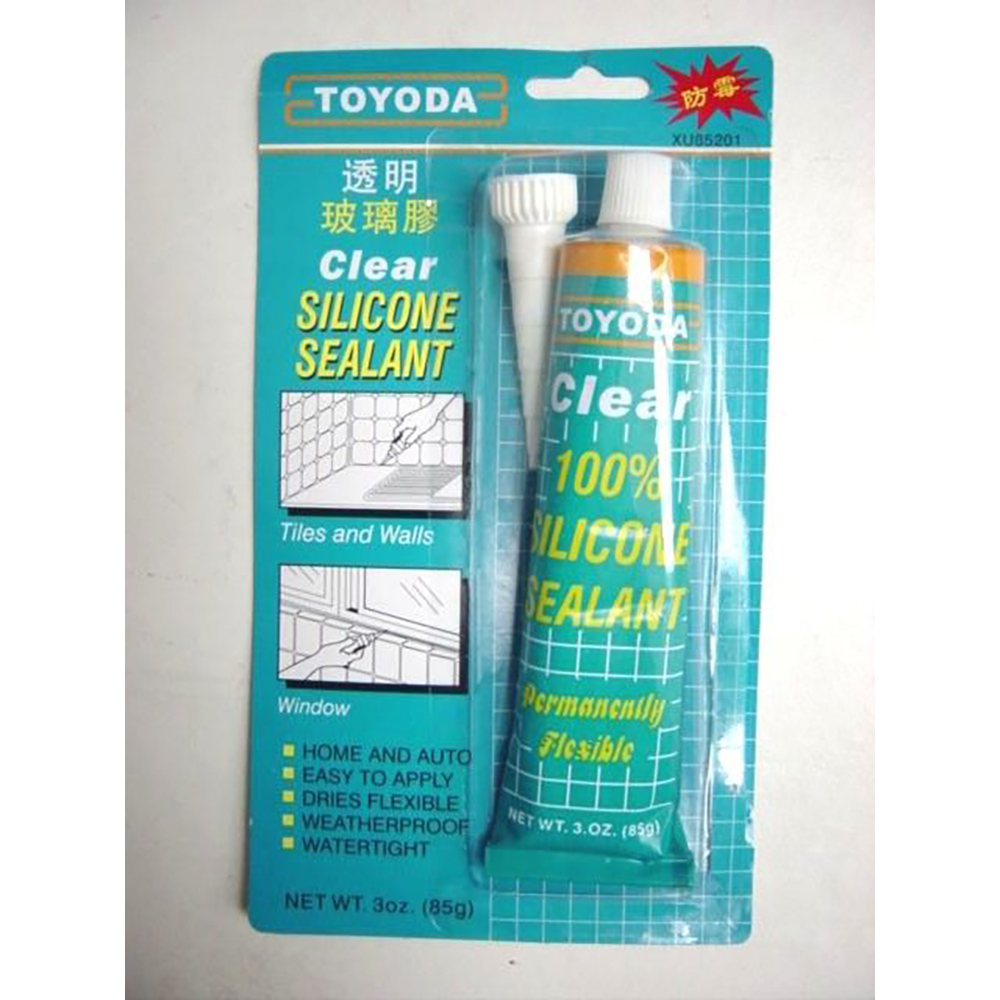 TOYODA
防霉
XU85201
透明
玻璃膠
Clear
SILICONE
SEALANT
Tiles and Walls
Window
HOME AND AUTO
EASY TO APPLY
DRIES FLEXIBLE
WEATHERPROOF
WATERTIGHT
NET WT. 3oz. (85g)
TOYODA
Clear
100%
SILICONE
SEALANT
Permanently
Flexible
NET WT. 3.OZ. (85g)